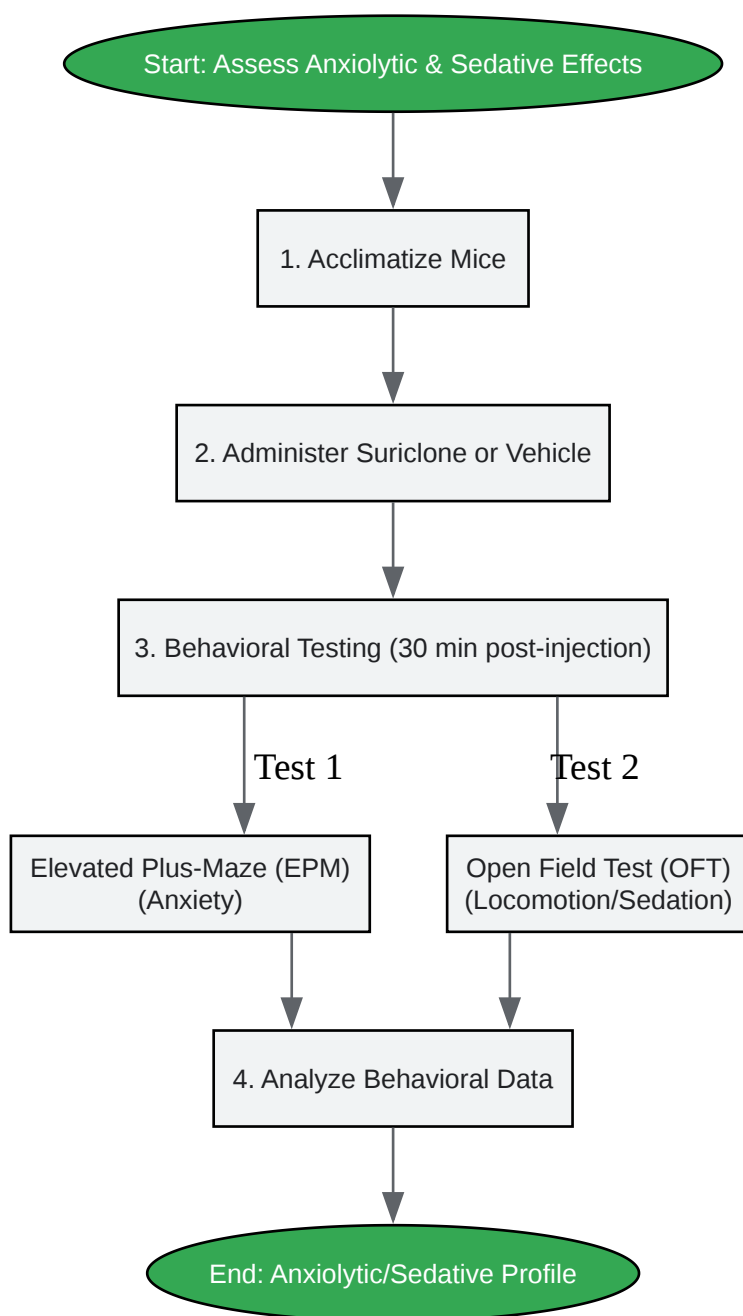 Start: Assess Anxiolytic & Sedative Effects
1. Acclimatize Mice
2. Administer Suriclone or Vehicle
3. Behavioral Testing (30 min post-injection)
Test 1
Test 2
Elevated Plus-Maze (EPM)
(Anxiety)
Open Field Test (OFT)
(Locomotion/Sedation)
4. Analyze Behavioral Data
End: Anxiolytic/Sedative Profile